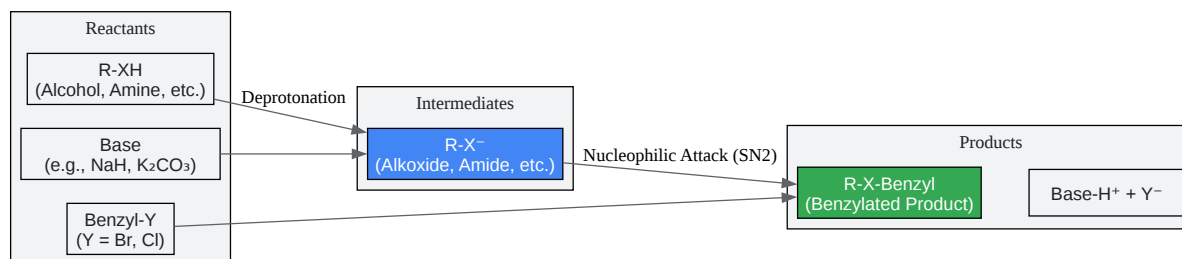 Reactants
R-XH
(Alcohol, Amine, etc.)
Base
(e.g., NaH, K₂CO₃)
Benzyl-Y
(Y = Br, Cl)
Deprotonation
Intermediates
R-X⁻
(Alkoxide, Amide, etc.)
Nucleophilic Attack (SN2)
Products
R-X-Benzyl
(Benzylated Product)
Base-H⁺ + Y⁻